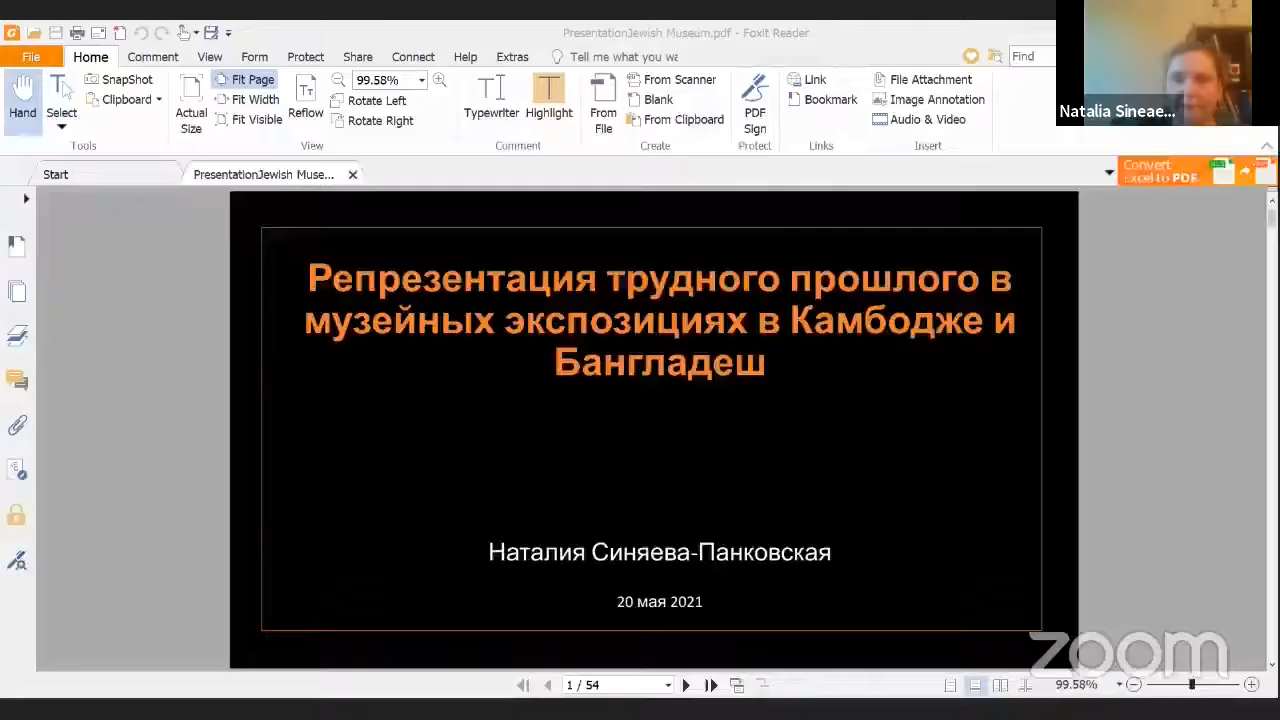 PresentationJewish Museum.pdf - Foxit Reader
File Home Comment View Form Protect Share Connect Help Extras Tell me what you wa
Find
Hand
Select
SnapShot
Clipboard
Tools
Actual Size
Fit Page
Fit Width
Fit Visible
Reflow
99.58%
Rotate Left
Rotate Right
View
Typewriter
Highlight
Comment
From File
From Scanner
Blank
From Clipboard
Create
PDF Sign
Protect
Link
Bookmark
Links
File Attachment
Image Annotation
Audio & Video
Insert
Natalia Sineae...
Start
PresentationJewish Muse...
Convert
Excel to PDF
Репрезентация трудного прошлого в
музейных экспозициях в Камбодже и
Бангладеш
Наталия Синяева-Панковская
20 мая 2021
zoom
1 / 54
99.58%